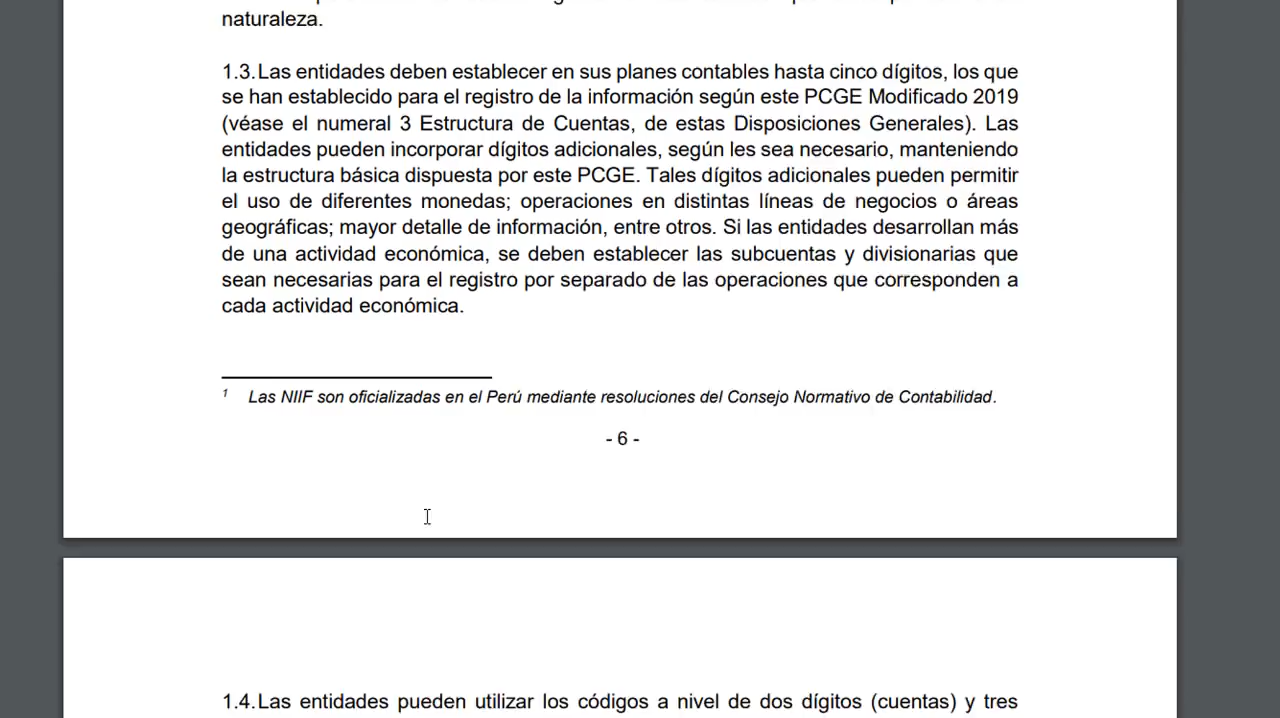 naturaleza.
1.3.Las entidades deben establecer en sus planes contables hasta cinco dígitos, los que
se han establecido para el registro de la información según este PCGE Modificado 2019
(véase el numeral 3 Estructura de Cuentas, de estas Disposiciones Generales). Las
entidades pueden incorporar dígitos adicionales, según les sea necesario, manteniendo
la estructura básica dispuesta por este PCGE. Tales dígitos adicionales pueden permitir
el uso de diferentes monedas; operaciones en distintas líneas de negocios o áreas
geográficas; mayor detalle de información, entre otros. Si las entidades desarrollan más
de una actividad económica, se deben establecer las subcuentas y divisionarias que
sean necesarias para el registro por separado de las operaciones que corresponden a
cada actividad económica.
1 Las NIIF son oficializadas en el Perú mediante resoluciones del Consejo Normativo de Contabilidad.
- 6 -
1.4.Las entidades pueden utilizar los códigos a nivel de dos dígitos (cuentas) y tres